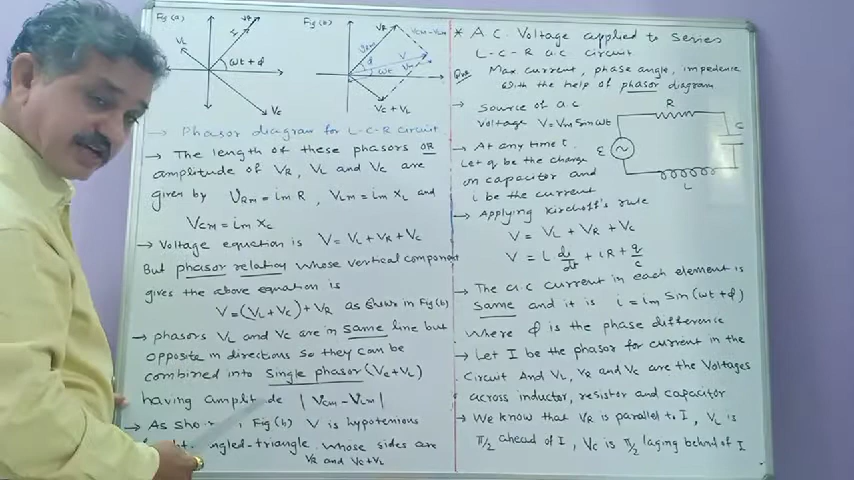 Fig (a)
VR
I
VL
ωt + φ
VC
Fig (b)
VR
VCM - VLM
VRM
V
φ
ωt
VC + VL
→ Phasor diagram for L-C-R circuit
→ The length of these phasors OR
amplitude of VR, VL and VC are
given by VRM = im R, VLM = im XL and
VCM = im XC
→ Voltage equation is V = VL + VR + VC
But phasor relation whose vertical component
gives the above equation is
V = (VL + VC) + VR as shown in Fig (b)
→ phasors VL and VC are in same line but
opposite in directions so they can be
combined into single phasor (VC + VL)
having amplitude | VCM - VLM |
→ As Fig (b) V is hypotenious
angled-triangle whose sides are
VR and VC + VL
* A C. Voltage applied to series
L-C-R a.c circuit
Max current, phase angle, impedence
with the help of phasor diagram
→ Source of a.c
voltage V = Vm Sin ωt
R
C
E
L
→ At any time t.
Let q be the charge
on capacitor and
i be the current
→ Applying Kirchoff's rule
V = VL + VR + VC
V = L di/dt + iR + q/c
→ The a.c current in each element is
same and it is i = im Sin (ωt + φ)
where φ is the phase difference
→ Let I be the phasor for current in the
circuit And VL, VR and VC are the Voltages
across inductor, resistor and capacitor
→ We know that VR is parallel to I, VL is
π/2 ahead of I, VC is π/2 laging behind of I